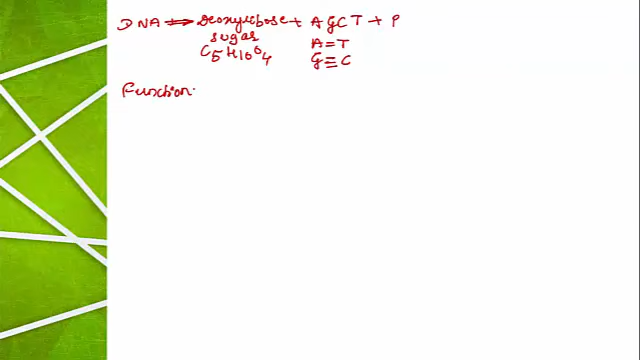 DNA ⇒ Deoxyribose + A G C T + P
sugar A = T
C5H10O4 G ≡ C
Function